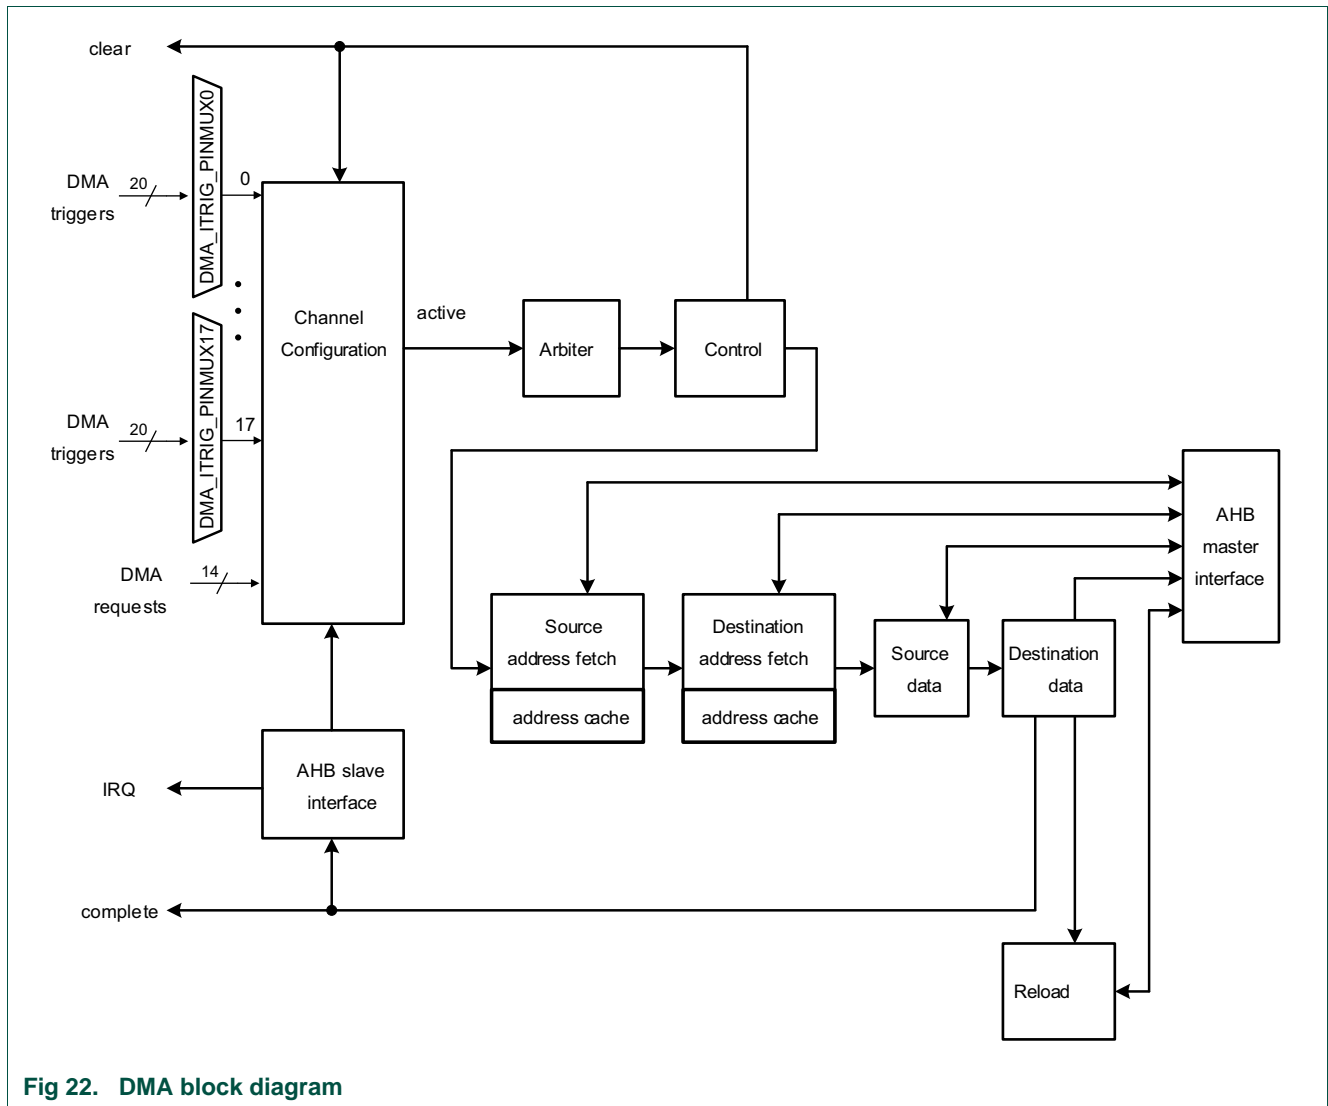 clear
DMA_ITRIG_PINMUX0
DMA
triggers
20
0
Channel
Configuration
active
Arbiter
Control
DMA_ITRIG_PINMUX17
DMA
triggers
20
17
DMA
requests
14
AHB
master
interface
Source
address fetch
address cache
Destination
address fetch
address cache
Source
data
Destination
data
AHB slave
interface
IRQ
complete
Reload
Fig 22. DMA block diagram